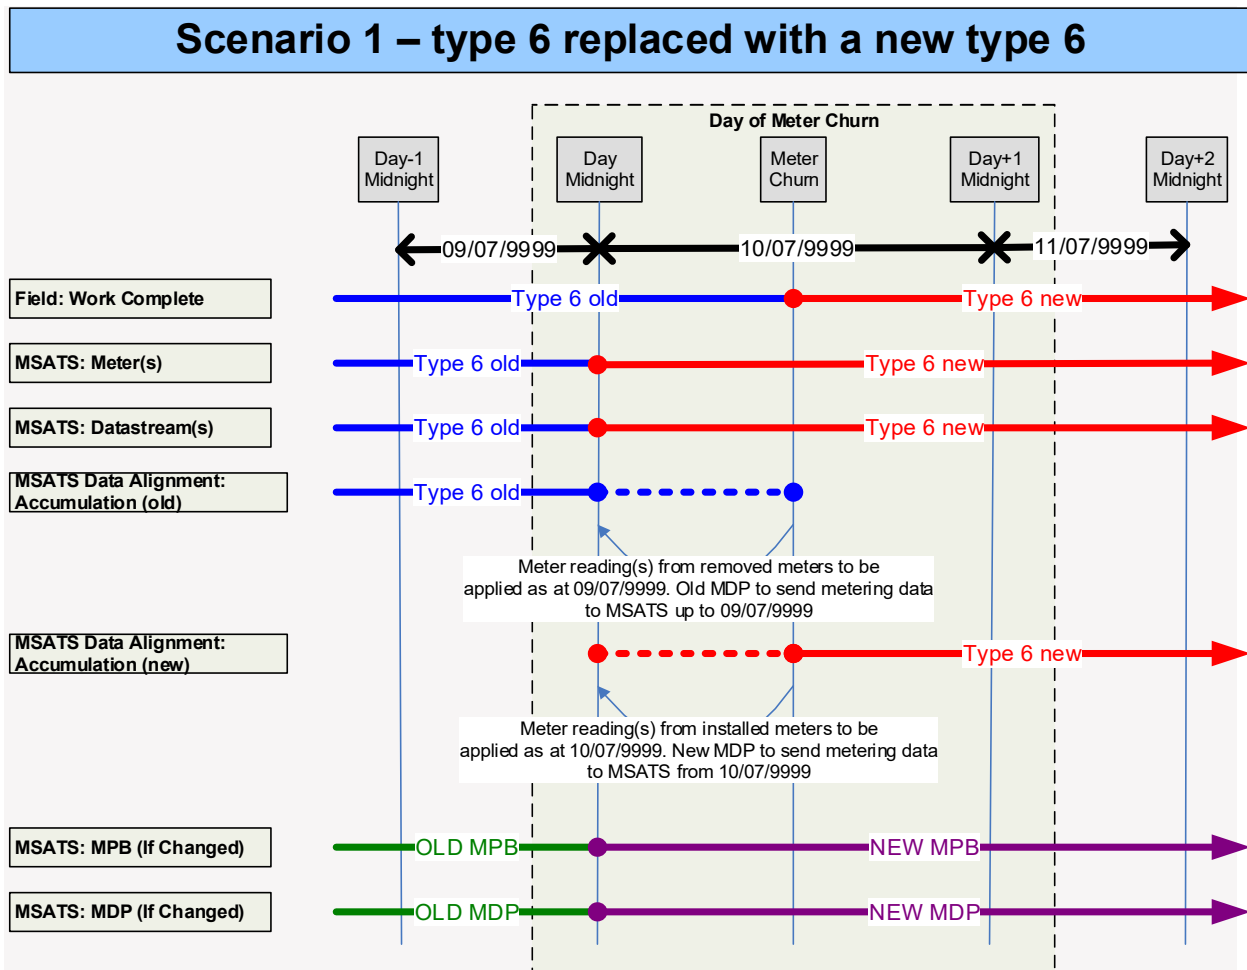 Scenario 1 – type 6 replaced with a new type 6
Day of Meter Churn
Day-1
Midnight
Day
Midnight
Meter
Churn
Day+1
Midnight
Day+2
Midnight
09/07/9999
10/07/9999
11/07/9999
Field: Work Complete
Type 6 old
Type 6 new
MSATS: Meter(s)
Type 6 old
Type 6 new
MSATS: Datastream(s)
Type 6 old
Type 6 new
MSATS Data Alignment:
Accumulation (old)
Type 6 old
Meter reading(s) from removed meters to be
applied as at 09/07/9999. Old MDP to send metering data
to MSATS up to 09/07/9999
MSATS Data Alignment:
Accumulation (new)
Type 6 new
Meter reading(s) from installed meters to be
applied as at 10/07/9999. New MDP to send metering data
to MSATS from 10/07/9999
MSATS: MPB (If Changed)
OLD MPB
NEW MPB
MSATS: MDP (If Changed)
OLD MDP
NEW MDP